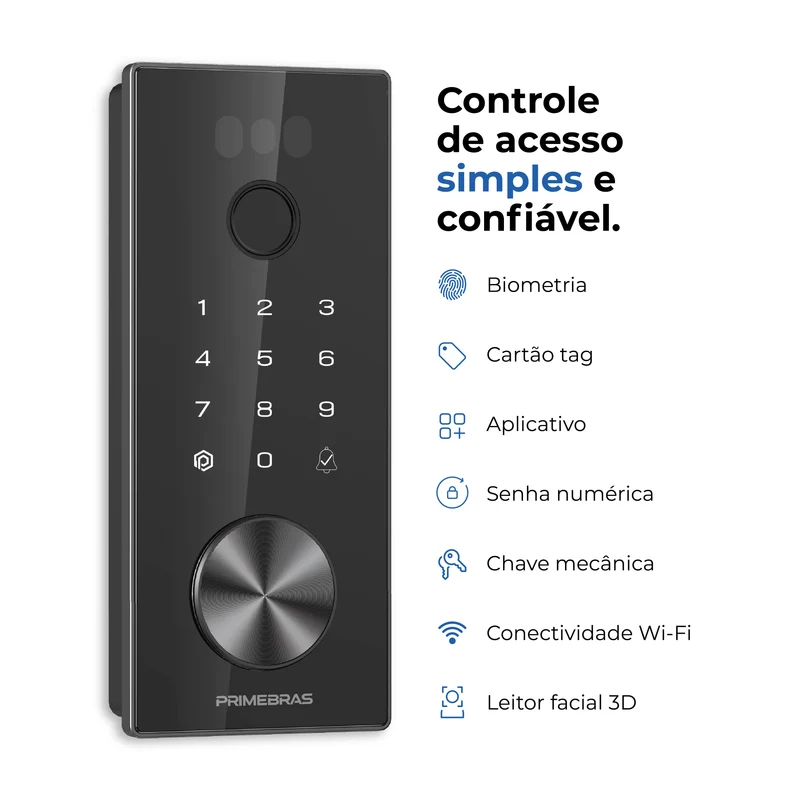 Controle
de acesso
simples e
confiável.
Biometria
Cartão tag
Aplicativo
Senha numérica
Chave mecânica
Conectividade Wi-Fi
Leitor facial 3D
1 2 3
4 5 6
7 8 9
0
PRIMEBRAS